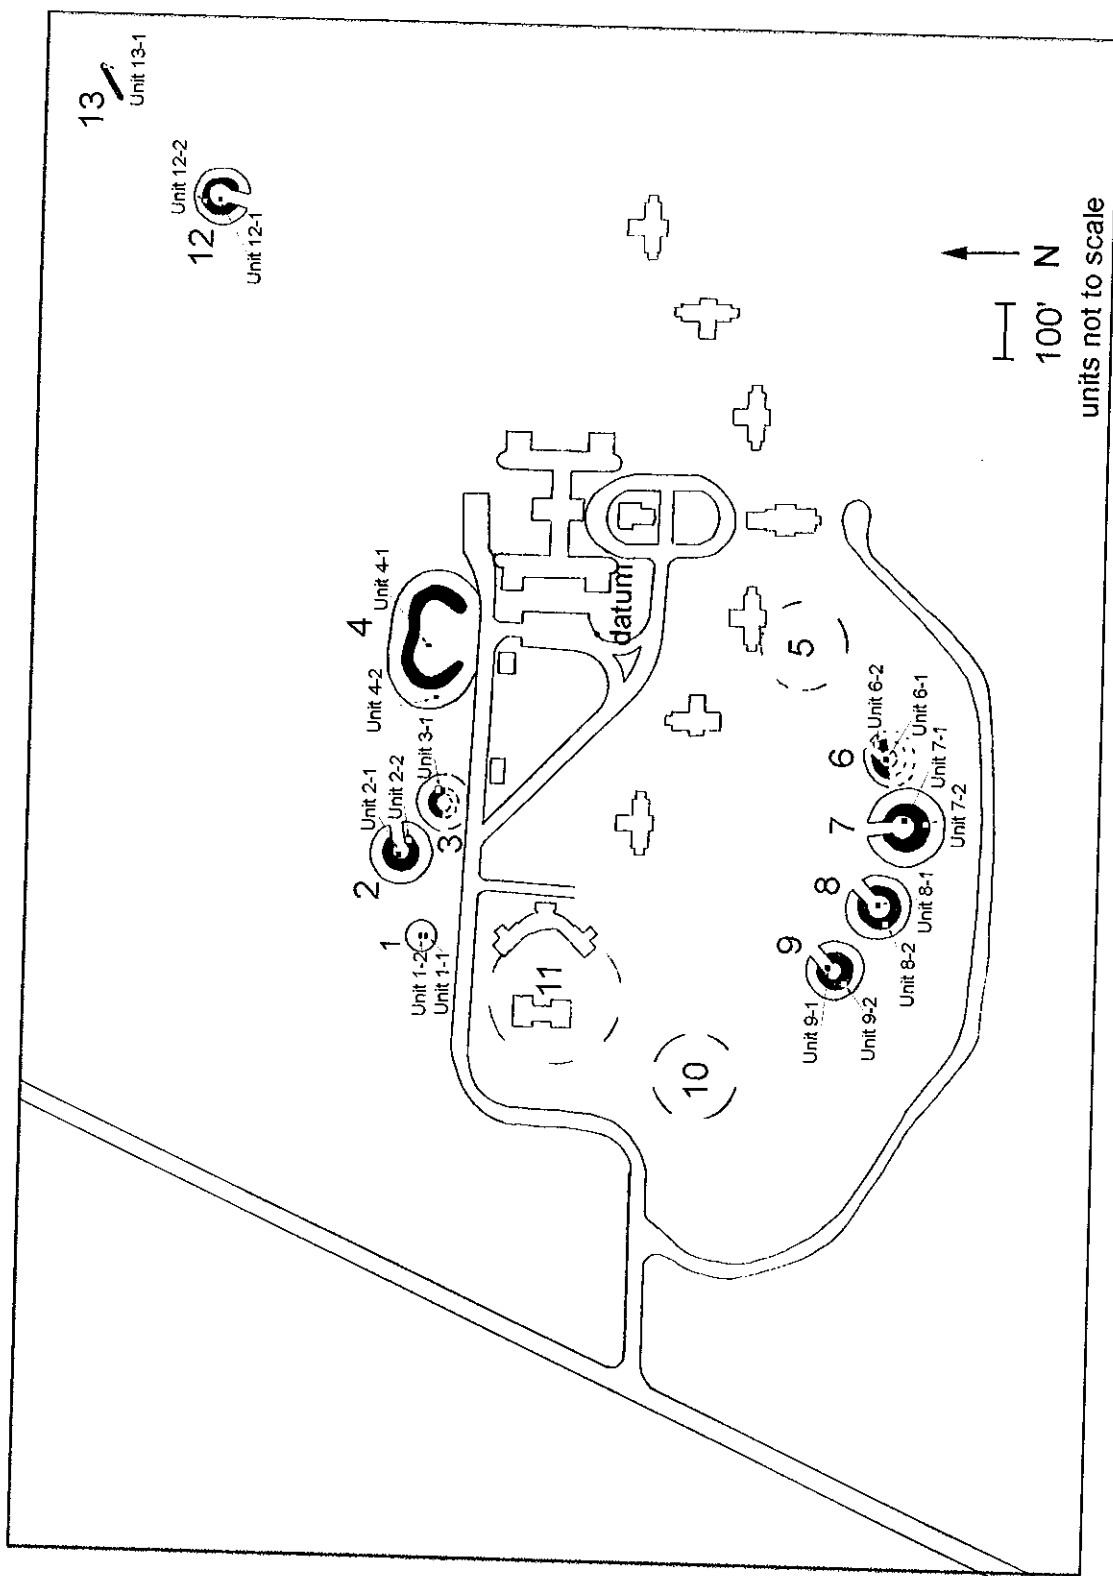 13
Unit 13-1
Unit 12-2
12
Unit 12-1
4
Unit 4-1
Unit 4-2
Unit 3-1
3
Unit 2-1
Unit 2-2
2
1
Unit 1-2
Unit 1-1
datum
11
10
5
6
Unit 6-2
Unit 6-1
7
Unit 7-1
Unit 7-2
8
Unit 8-1
Unit 8-2
9
Unit 9-1
Unit 9-2
N
100'
units not to scale